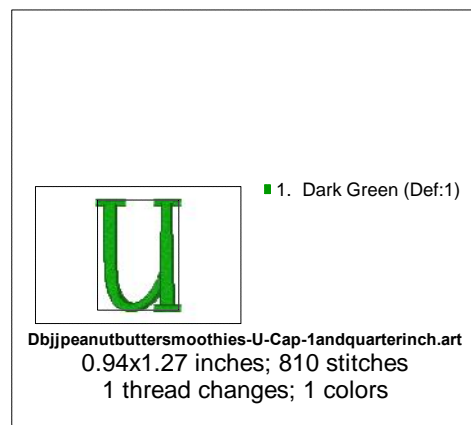 1. Dark Green (Def:1)
U
Dbjjpeanutbuttersmoothies-U-Cap-1andquarterinch.art
0.94x1.27 inches; 810 stitches
1 thread changes; 1 colors